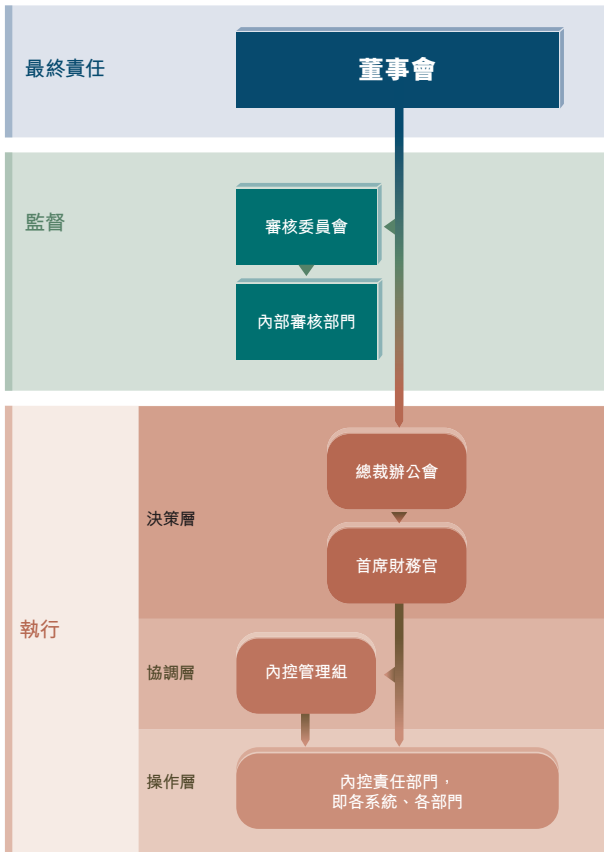 最終責任
董事會
監督
審核委員會
內部審核部門
執行
決策層
總裁辦公會
首席財務官
協調層
內控管理組
操作層
內控責任部門，
即各系統、各部門